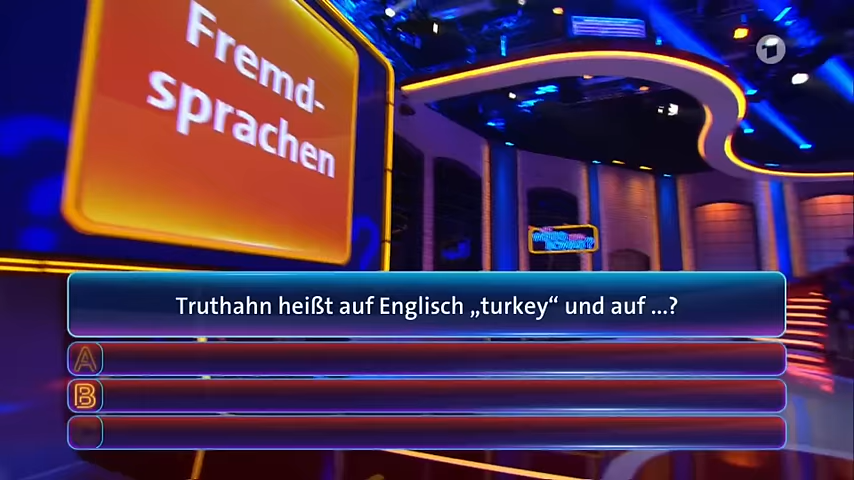 Fremd-
sprachen
Truthahn heißt auf Englisch „turkey“ und auf ...?
A
B